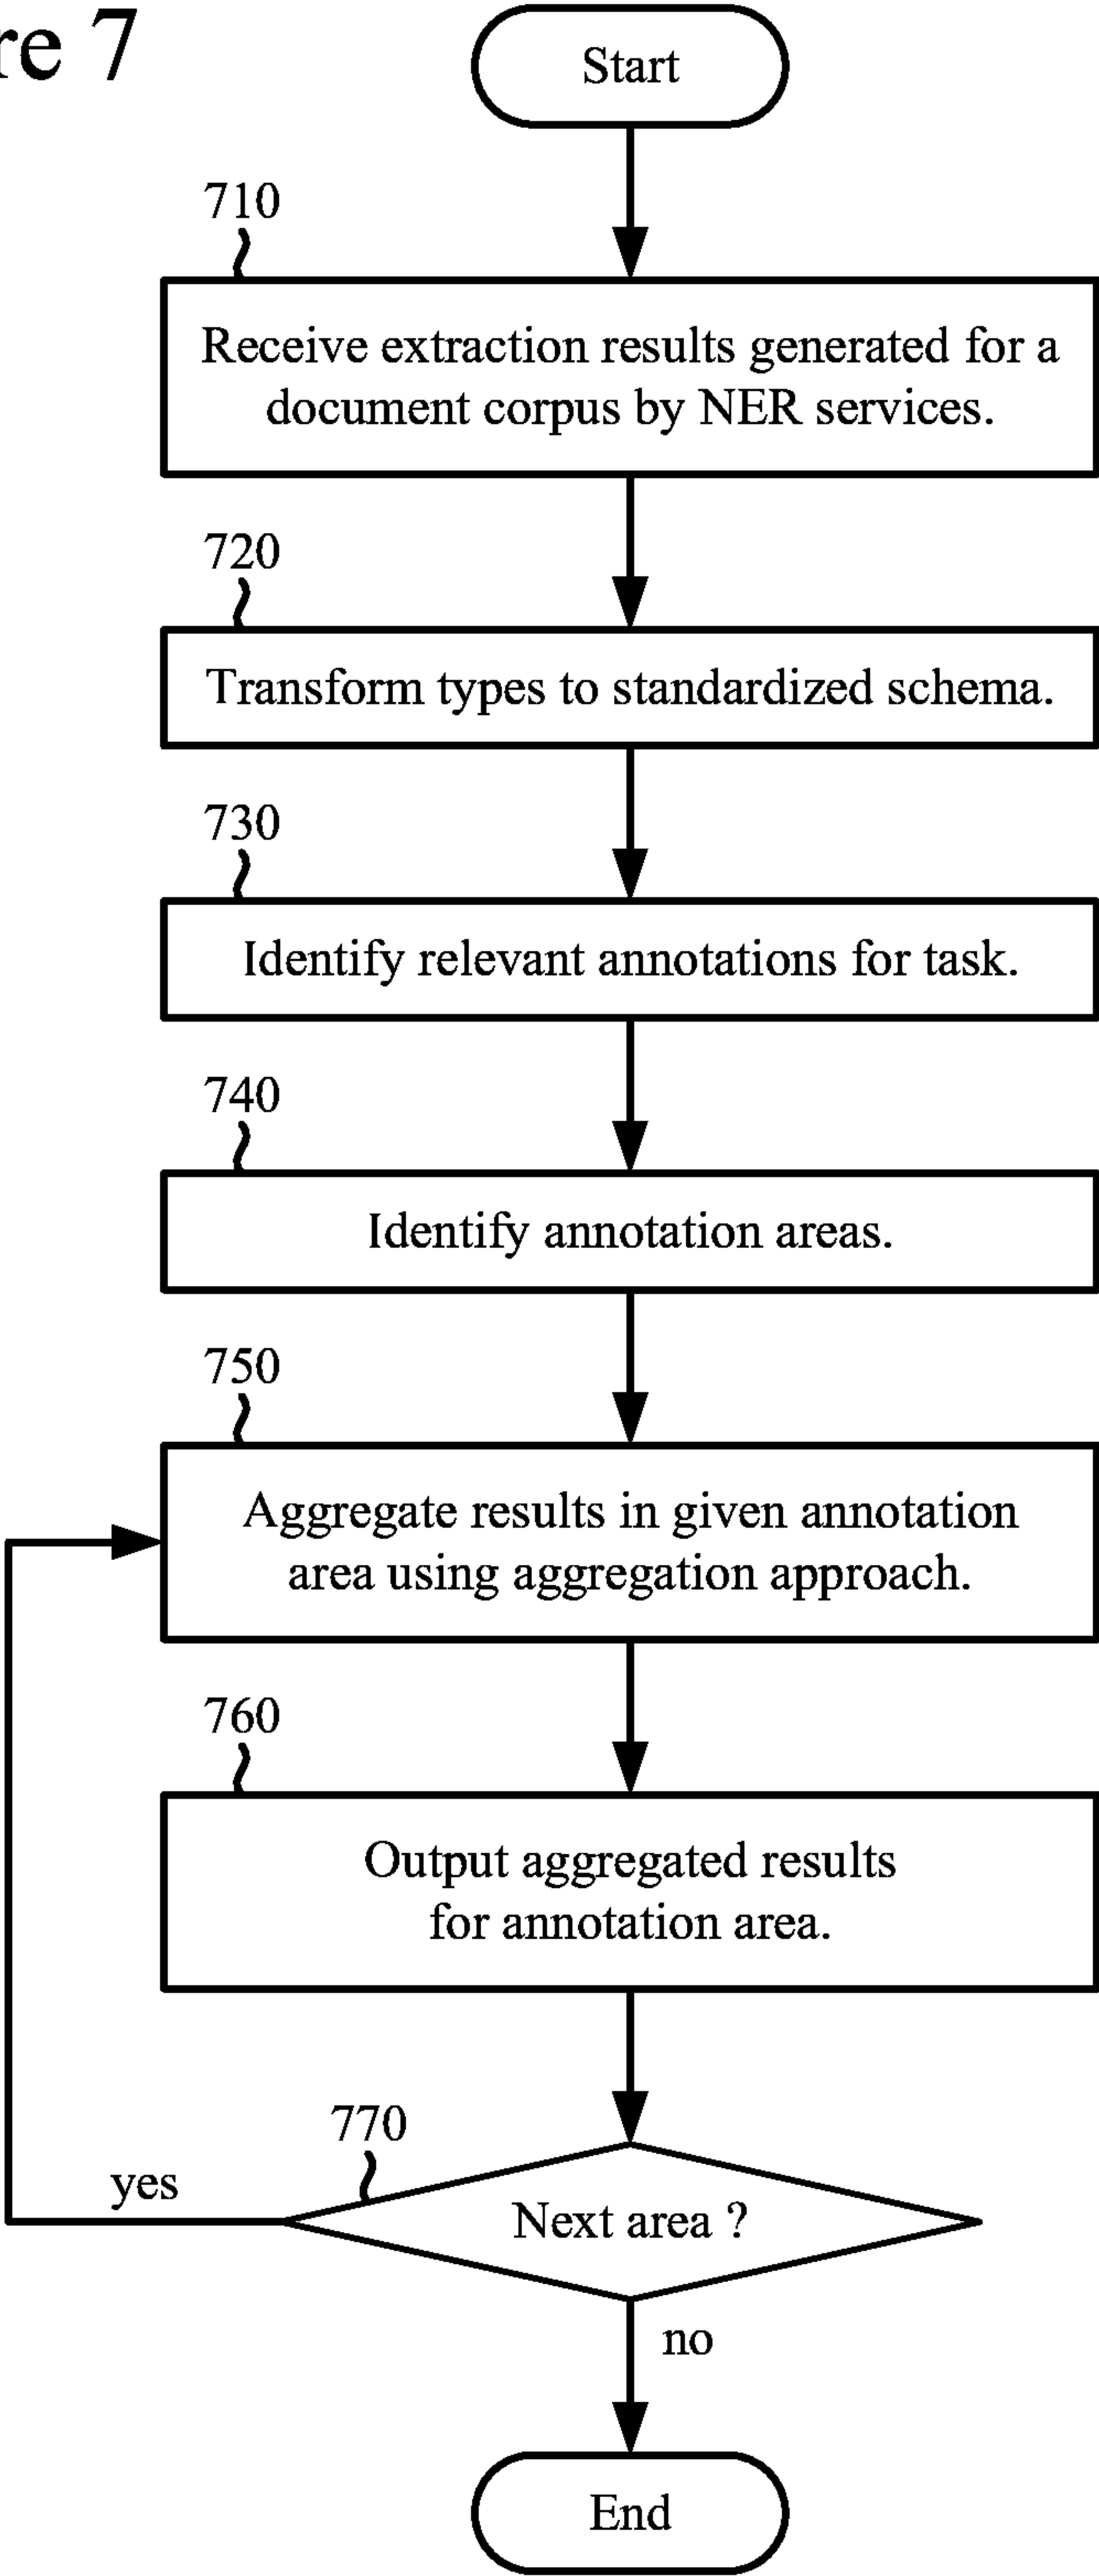 re 7
Start
710
Receive extraction results generated for a
document corpus by NER services.
720
Transform types to standardized schema.
730
Identify relevant annotations for task.
740
Identify annotation areas.
750
Aggregate results in given annotation
area using aggregation approach.
760
Output aggregated results
for annotation area.
770
yes
Next area ?
no
End